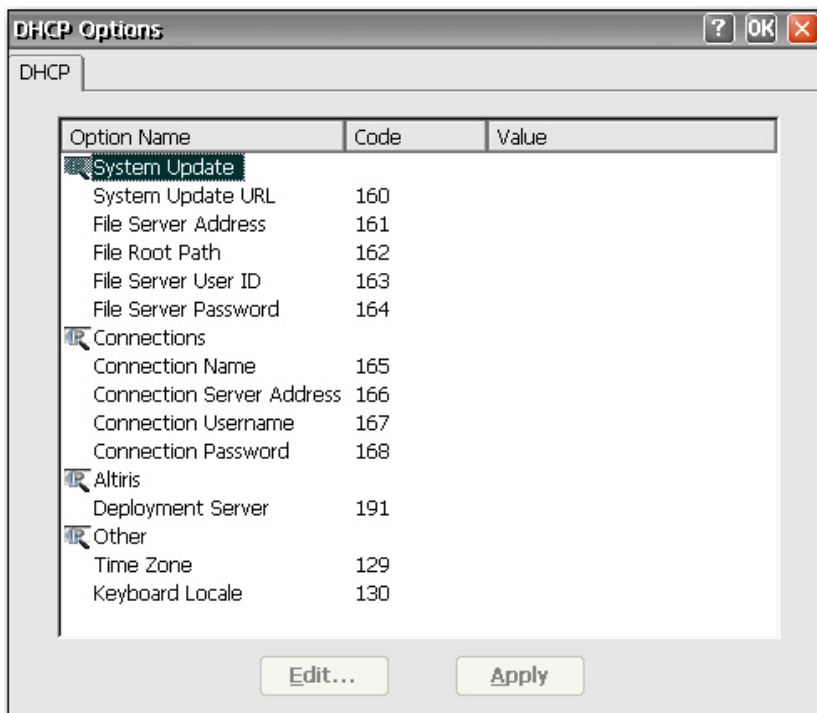 DHCP Options ? OK X
DHCP
Option Name Code Value
System Update
System Update URL 160
File Server Address 161
File Root Path 162
File Server User ID 163
File Server Password 164
Connections
Connection Name 165
Connection Server Address 166
Connection Username 167
Connection Password 168
Altiris
Deployment Server 191
Other
Time Zone 129
Keyboard Locale 130
Edit... Apply